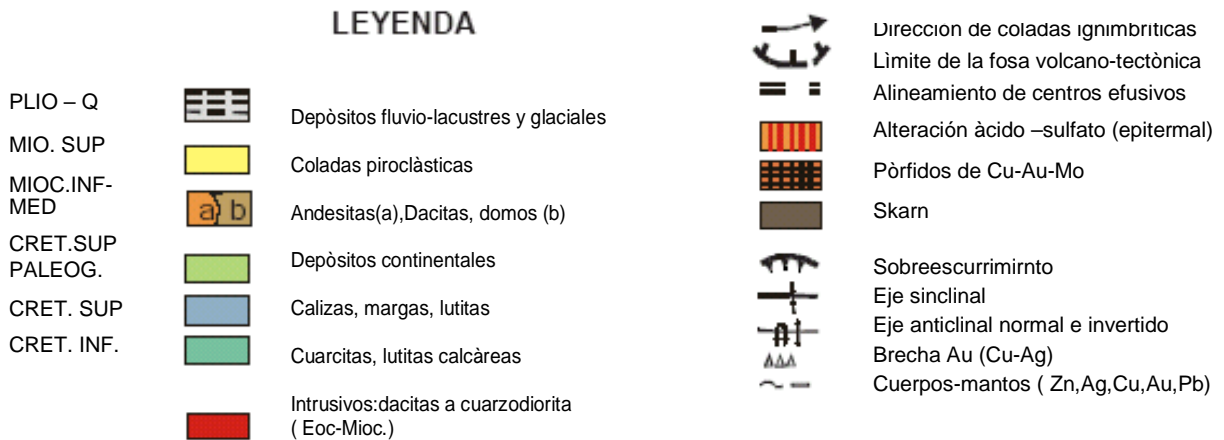 LEYENDA
PLIO – Q
Depòsitos fluvio-lacustres y glaciales
MIO. SUP
Coladas piroclàsticas
MIOC.INF-
MED
a) b
Andesitas(a),Dacitas, domos (b)
CRET.SUP
PALEOG.
Depòsitos continentales
CRET. SUP
Calizas, margas, lutitas
CRET. INF.
Cuarcitas, lutitas calcàreas
Intrusivos:dacitas a cuarzodiorita
( Eoc-Mioc.)
Dirección de coladas ignimbríticas
Lìmite de la fosa volcano-tectònica
Alineamiento de centros efusivos
Alteración àcido –sulfato (epitermal)
Pòrfidos de Cu-Au-Mo
Skarn
Sobreescurrimirnto
Eje sinclinal
Eje anticlinal normal e invertido
Brecha Au (Cu-Ag)
Cuerpos-mantos ( Zn,Ag,Cu,Au,Pb)